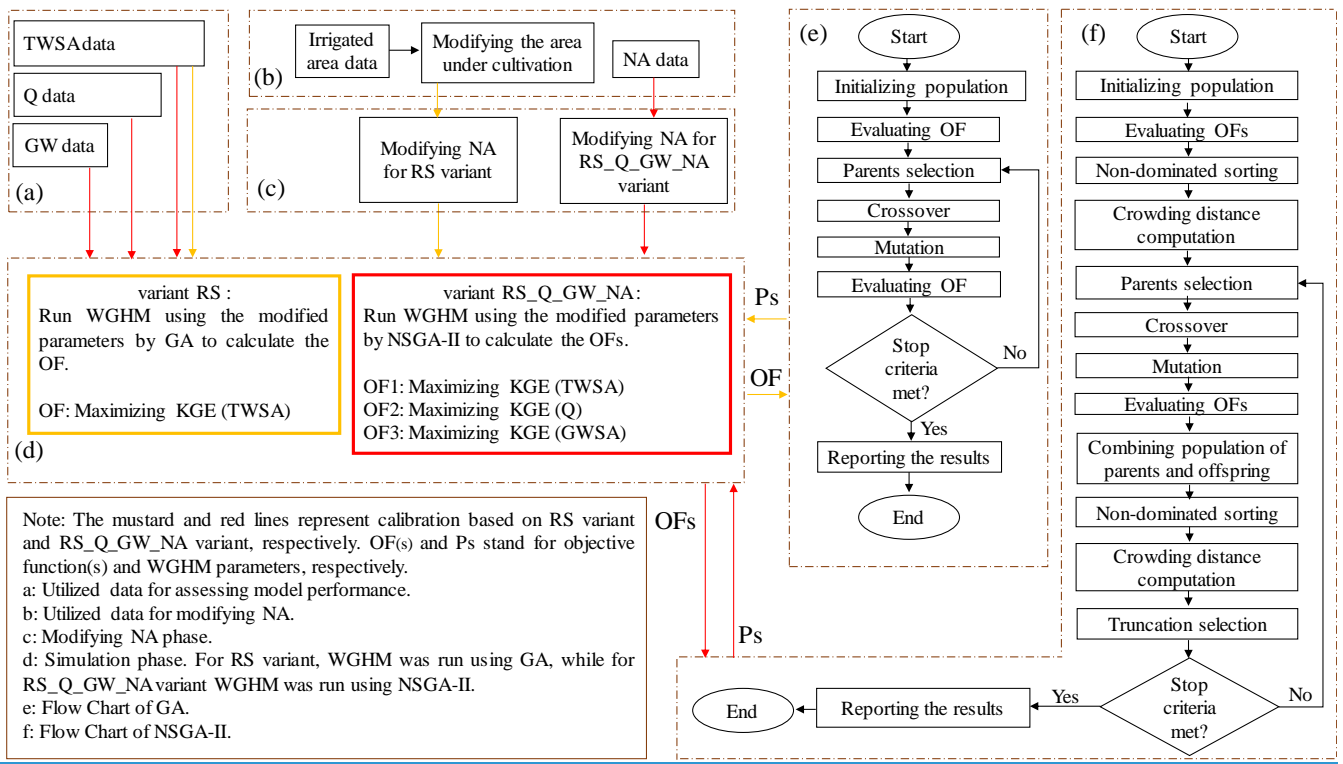 TWSA data
Q data
GW data
(a)
Irrigated
area data
Modifying the area
under cultivation
NA data
(b)
Modifying NA
for RS variant
Modifying NA for
RS_Q_GW_NA
variant
(c)
variant RS :
Run WGHM using the modified
parameters by GA to calculate the
OF.
OF: Maximizing KGE (TWSA)
variant RS_Q_GW_NA:
Run WGHM using the modified parameters
by NSGA-II to calculate the OFs.
OF1: Maximizing KGE (TWSA)
OF2: Maximizing KGE (Q)
OF3: Maximizing KGE (GWSA)
(d)
Ps
OF
OFs
Ps
Note: The mustard and red lines represent calibration based on RS variant
and RS_Q_GW_NA variant, respectively. OF(s) and Ps stand for objective
function(s) and WGHM parameters, respectively.
a: Utilized data for assessing model performance.
b: Utilized data for modifying NA.
c: Modifying NA phase.
d: Simulation phase. For RS variant, WGHM was run using GA, while for
RS_Q_GW_NA variant WGHM was run using NSGA-II.
e: Flow Chart of GA.
f: Flow Chart of NSGA-II.
(e)
Start
Initializing population
Evaluating OF
Parents selection
Crossover
Mutation
Evaluating OF
Stop
criteria
met?
No
Yes
Reporting the results
End
(f)
Start
Initializing population
Evaluating OFs
Non-dominated sorting
Crowding distance
computation
Parents selection
Crossover
Mutation
Evaluating OFs
Combining population of
parents and offspring
Non-dominated sorting
Crowding distance
computation
Truncation selection
Stop
criteria
met?
No
Yes
Reporting the results
End